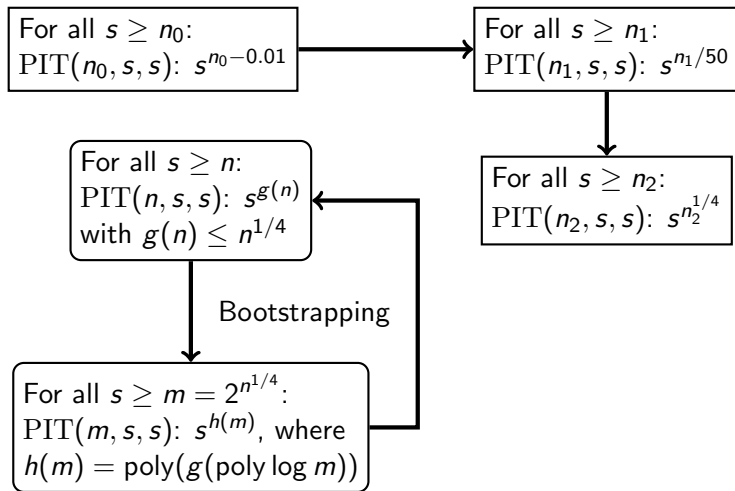 For all s ≥ n₀:
PIT(n₀, s, s): s^{n₀−0.01}
For all s ≥ n₁:
PIT(n₁, s, s): s^{n₁/50}
For all s ≥ n₂:
PIT(n₂, s, s): s^{n₂^{1/4}}
For all s ≥ n:
PIT(n, s, s): s^{g(n)}
with g(n) ≤ n^{1/4}
Bootstrapping
For all s ≥ m = 2^{n^{1/4}}:
PIT(m, s, s): s^{h(m)}, where
h(m) = poly(g(poly log m))